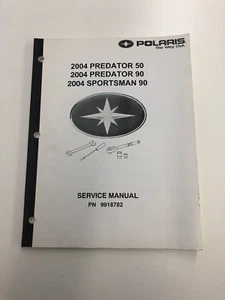 POLARIS
The Way Out.
2004 PREDATOR 50
2004 PREDATOR 90
2004 SPORTSMAN 90
SERVICE MANUAL
PN 9918782